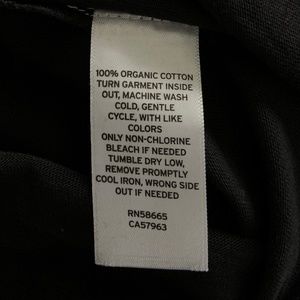 100% ORGANIC COTTON
TURN GARMENT INSIDE
OUT, MACHINE WASH
COLD, GENTLE
CYCLE, WITH LIKE
COLORS
ONLY NON-CHLORINE
BLEACH IF NEEDED
TUMBLE DRY LOW,
REMOVE PROMPTLY
COOL IRON, WRONG SIDE
OUT IF NEEDED
RN58665
CA57963